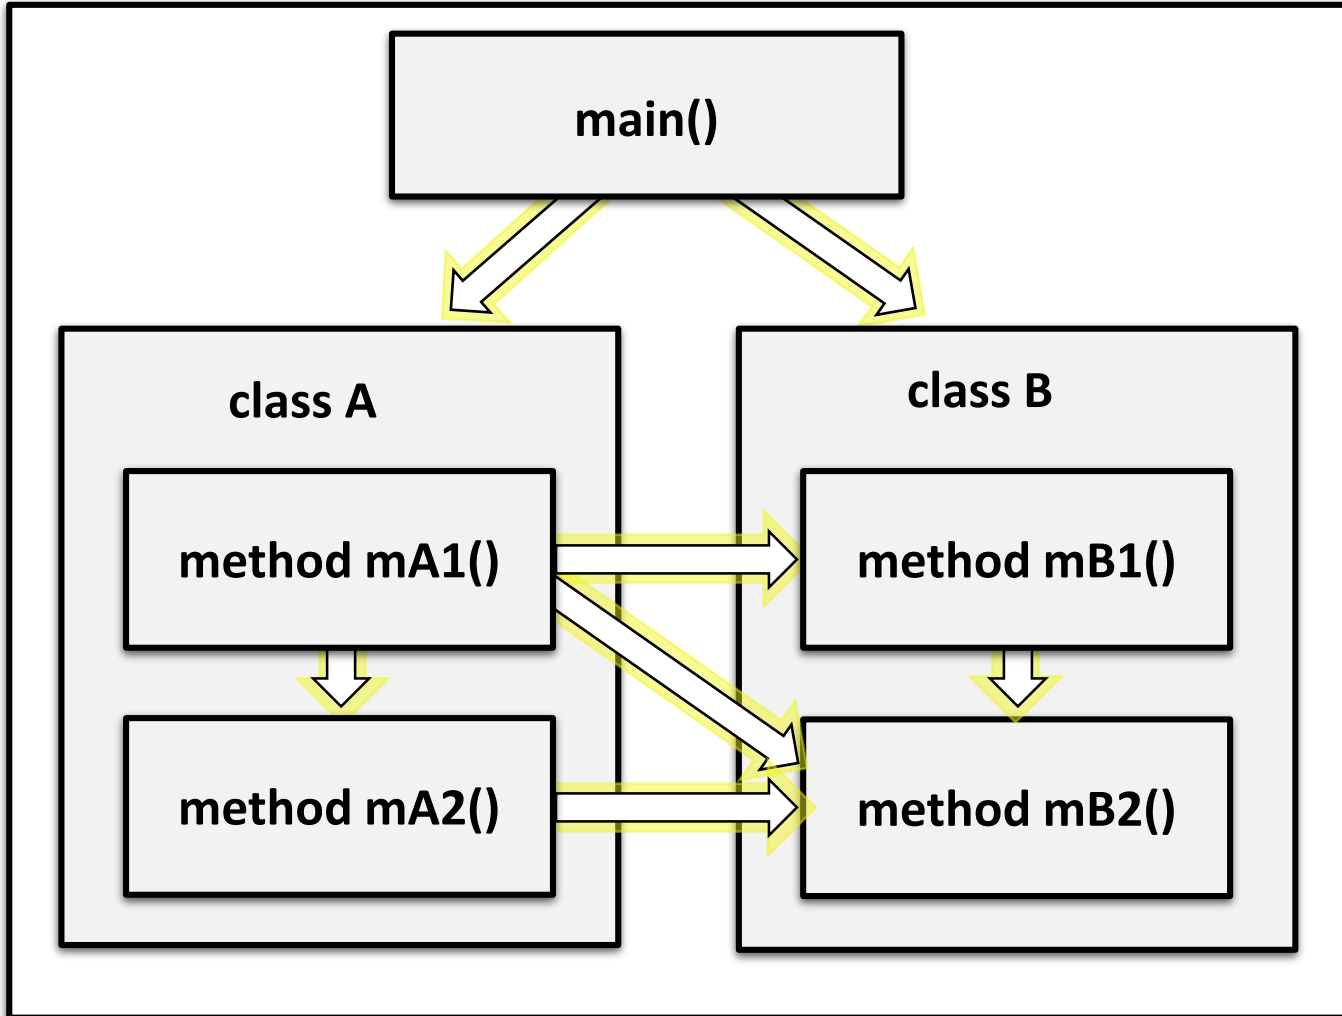 main()
class A
class B
method mA1()
method mB1()
method mA2()
method mB2()